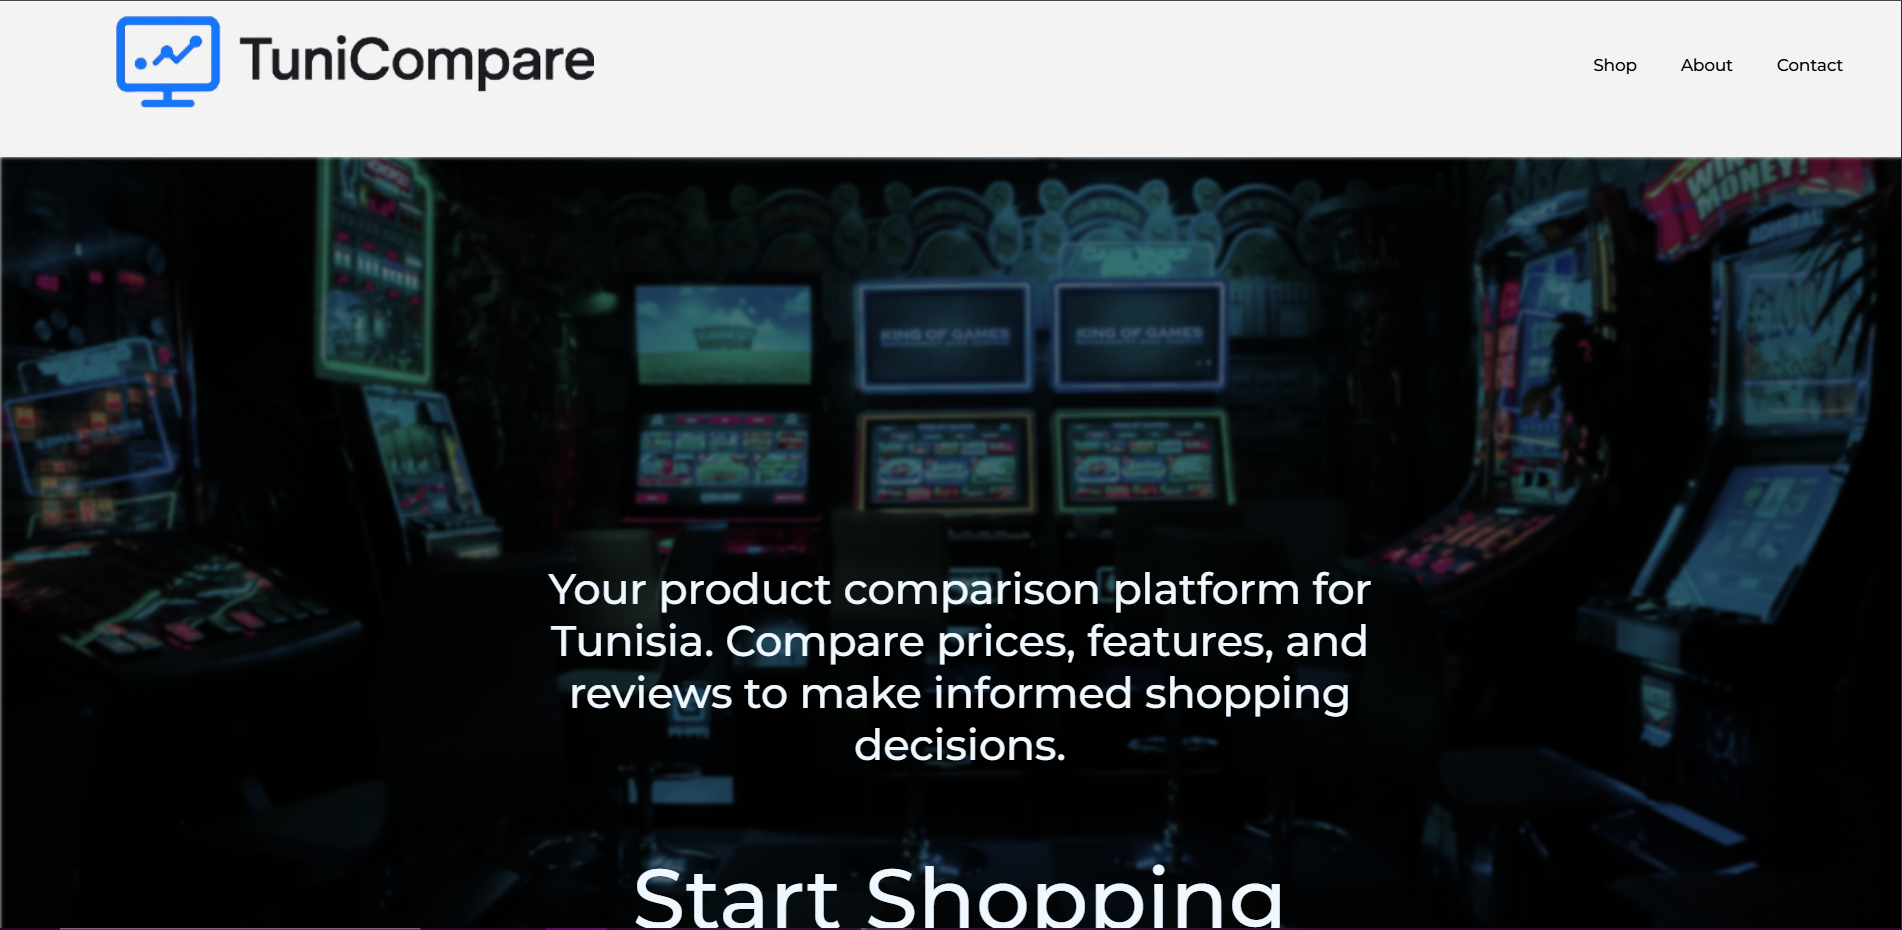 TuniCompare
Shop
About
Contact
WIN
MONEY!
ADMIRAL
KING OF GAMES
KING OF GAMES
Your product comparison platform for
Tunisia. Compare prices, features, and
reviews to make informed shopping
decisions.
Start Shopping